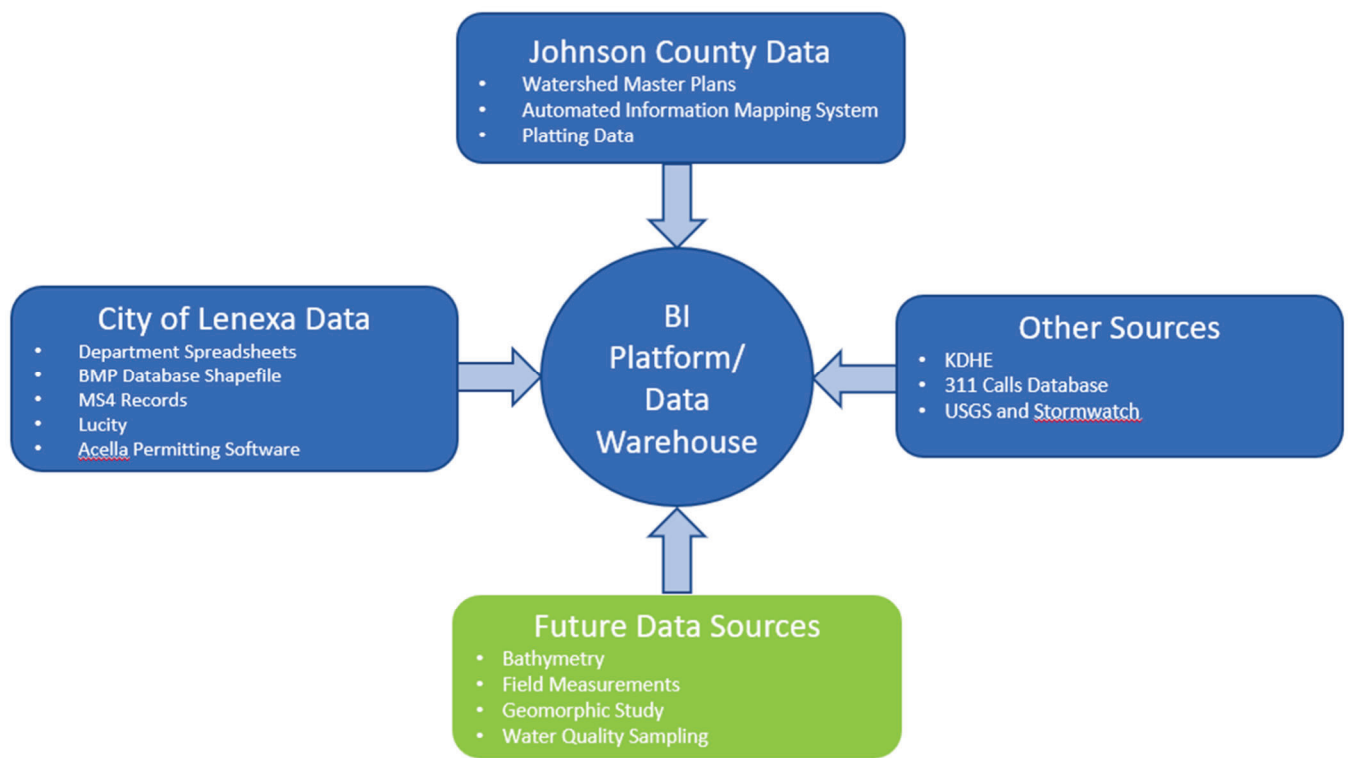 Johnson County Data
• Watershed Master Plans
• Automated Information Mapping System
• Platting Data
City of Lenexa Data
• Department Spreadsheets
• BMP Database Shapefile
• MS4 Records
• Lucity
• Acella Permitting Software
BI
Platform/
Data
Warehouse
Other Sources
• KDHE
• 311 Calls Database
• USGS and Stormwatch
Future Data Sources
• Bathymetry
• Field Measurements
• Geomorphic Study
• Water Quality Sampling